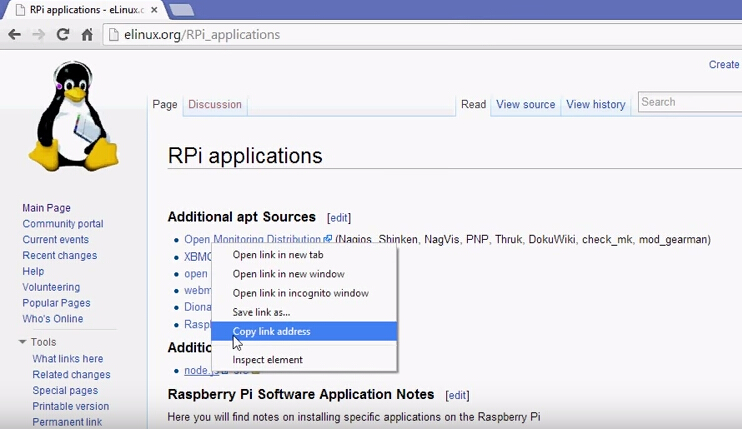 RPi applications - eLinux.o
elinux.org/RPi_applications
Create
Page Discussion Read View source View history Search
RPi applications
Main Page
Community portal
Current events
Recent changes
Help
Volunteering
Popular Pages
Who's Online
Tools
What links here
Related changes
Special pages
Printable version
Permanent link
Additional apt Sources [edit]
Open Monitoring Distribution (Nagios, Shinken, NagVis, PNP, Thruk, DokuWiki, check_mk, mod_gearman)
XBMC
open
webm
Diona
Raspb
Additio
node.js
Raspberry Pi Software Application Notes [edit]
Here you will find notes on installing specific applications on the Raspberry Pi
Open link in new tab
Open link in new window
Open link in incognito window
Save link as...
Copy link address
Inspect element